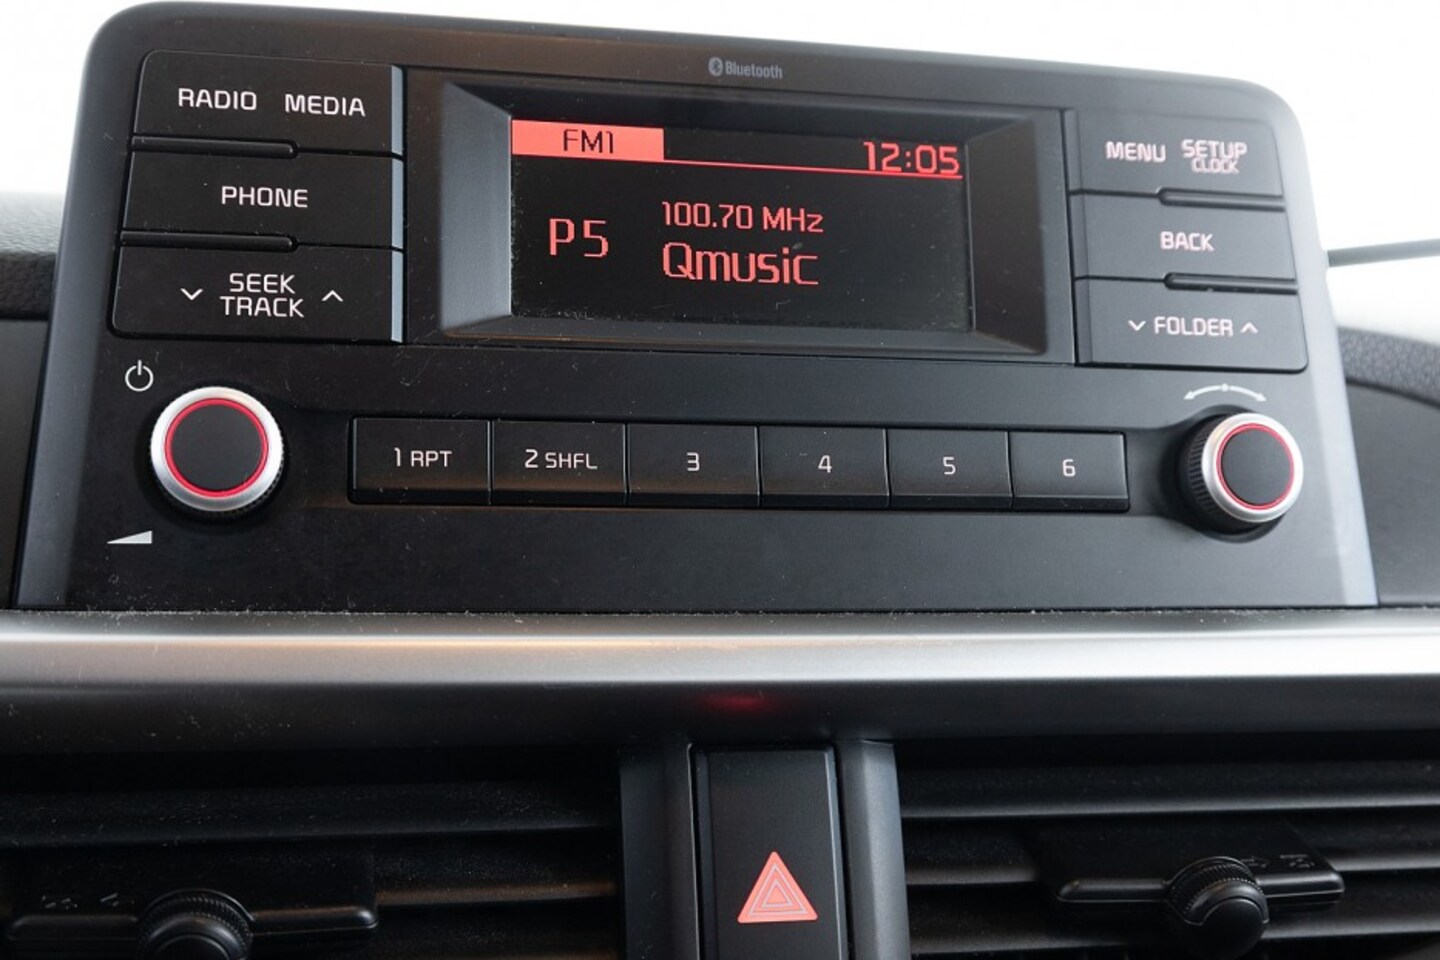 Bluetooth
RADIO MEDIA
PHONE
SEEK
TRACK
FM1
12:05
P5
100.70 MHz
Qmusic
MENU
SETUP
CLOCK
BACK
FOLDER
1 RPT
2 SHFL
3
4
5
6